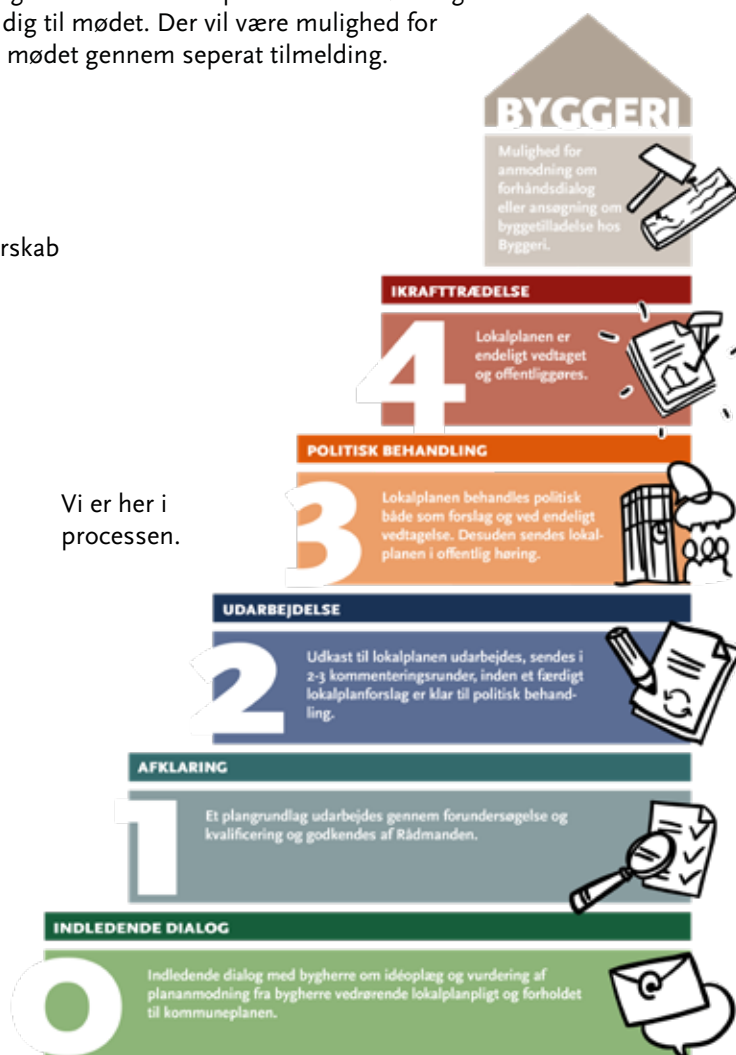 dig til mødet. Der vil være mulighed for
mødet gennem seperat tilmelding.
BYGGERI
Mulighed for
anmodning om
forhåndsdialog
eller ansøgning om
byggetilladelse hos
Byggeri.
rskab
IKRAFTTRÆDELSE
4
Lokalplanen er
endeligt vedtaget
og offentliggøres.
POLITISK BEHANDLING
3
Lokalplanen behandles politisk
både som forslag og ved endeligt
vedtagelse. Desuden sendes lokal-
planen i offentlig høring.
Vi er her i
processen.
UDARBEJDELSE
2
Udkast til lokalplanen udarbejdes, sendes i
2-3 kommenteringsrunder, inden et færdigt
lokalplanforslag er klar til politisk behand-
ling.
AFKLARING
1
Et plangrundlag udarbejdes gennem forundersøgelse og
kvalificering og godkendes af Rådmanden.
INDLEDENDE DIALOG
0
Indledende dialog med bygherre om idéoplæg og vurdering af
plananmodning fra bygherre vedrørende lokalplanpligt og forholdet
til kommuneplanen.